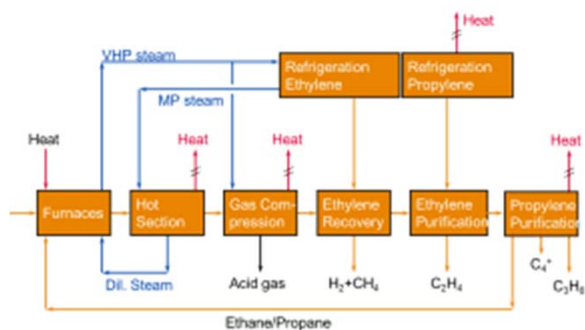 VHP steam
Heat
Refrigeration
Ethylene
Refrigeration
Propylene
MP steam
Heat
Heat
Heat
Heat
Furnaces
Hot
Section
Gas Com-
pression
Ethylene
Recovery
Ethylene
Purification
Propylene
Purification
Dil. Steam
Acid gas
H₂+CH₄
C₂H₄
C₄⁺
C₃H₆
Ethane/Propane